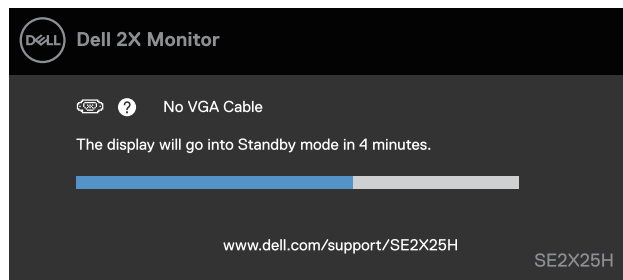 DELL
Dell 2X Monitor
? No VGA Cable
The display will go into Standby mode in 4 minutes.
www.dell.com/support/SE2X25H
SE2X25H